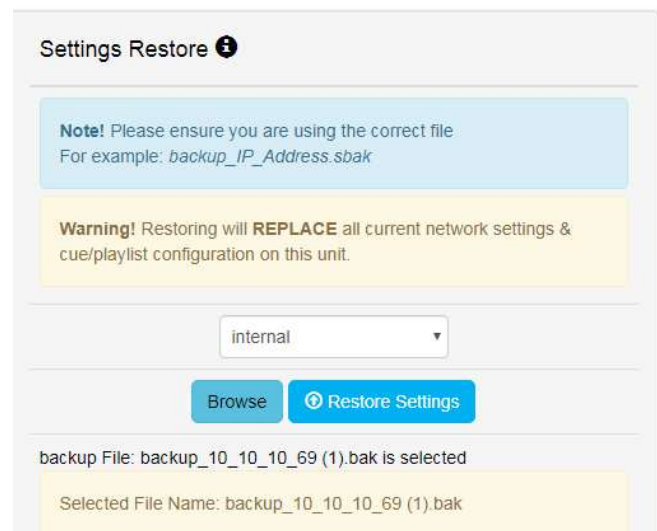 Settings Restore
Note! Please ensure you are using the correct file
For example: backup_IP_Address.sbak
Warning! Restoring will REPLACE all current network settings &
cue/playlist configuration on this unit.
internal
Browse
Restore Settings
backup File: backup_10_10_10_69 (1).bak is selected
Selected File Name: backup_10_10_10_69 (1).bak